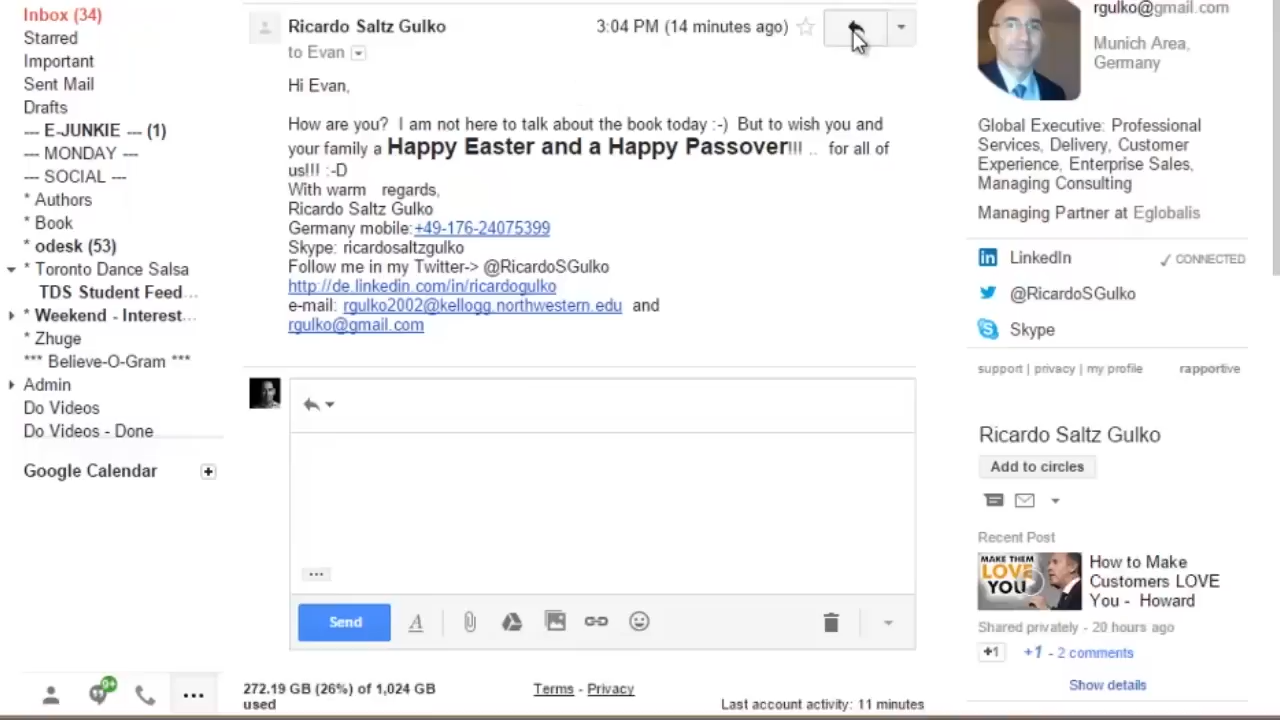 Inbox (34)
Starred
Important
Sent Mail
Drafts
--- E-JUNKIE --- (1)
--- MONDAY ---
--- SOCIAL ---
* Authors
* Book
* odesk (53)
* Toronto Dance Salsa
TDS Student Feed...
* Weekend - Interest...
* Zhuge
*** Believe-O-Gram ***
Admin
Do Videos
Do Videos - Done
Google Calendar
9+
Ricardo Saltz Gulko
3:04 PM (14 minutes ago)
to Evan
Hi Evan,
How are you?  I am not here to talk about the book today :-)  But to wish you and
your family a Happy Easter and a Happy Passover!!! ..  for all of
us!!! :-D
With warm  regards,
Ricardo Saltz Gulko
Germany mobile:+49-176-24075399
Skype: ricardosaltzgulko
Follow me in my Twitter-> @RicardoSGulko
http://de.linkedin.com/in/ricardogulko
e-mail: rgulko2002@kellogg.northwestern.edu  and
rgulko@gmail.com
...
Send
A
272.19 GB (26%) of 1,024 GB
used
Terms - Privacy
Last account activity: 11 minutes
rgulko@gmail.com
Munich Area,
Germany
Global Executive: Professional
Services, Delivery, Customer
Experience, Enterprise Sales,
Managing Consulting
Managing Partner at Eglobalis
in LinkedIn
✓ CONNECTED
@RicardoSGulko
Skype
support | privacy | my profile
rapportive
Ricardo Saltz Gulko
Add to circles
Recent Post
MAKE THEM
LOVE
YOU
How to Make
Customers LOVE
You - Howard
Shared privately - 20 hours ago
+1
+1 - 2 comments
Show details